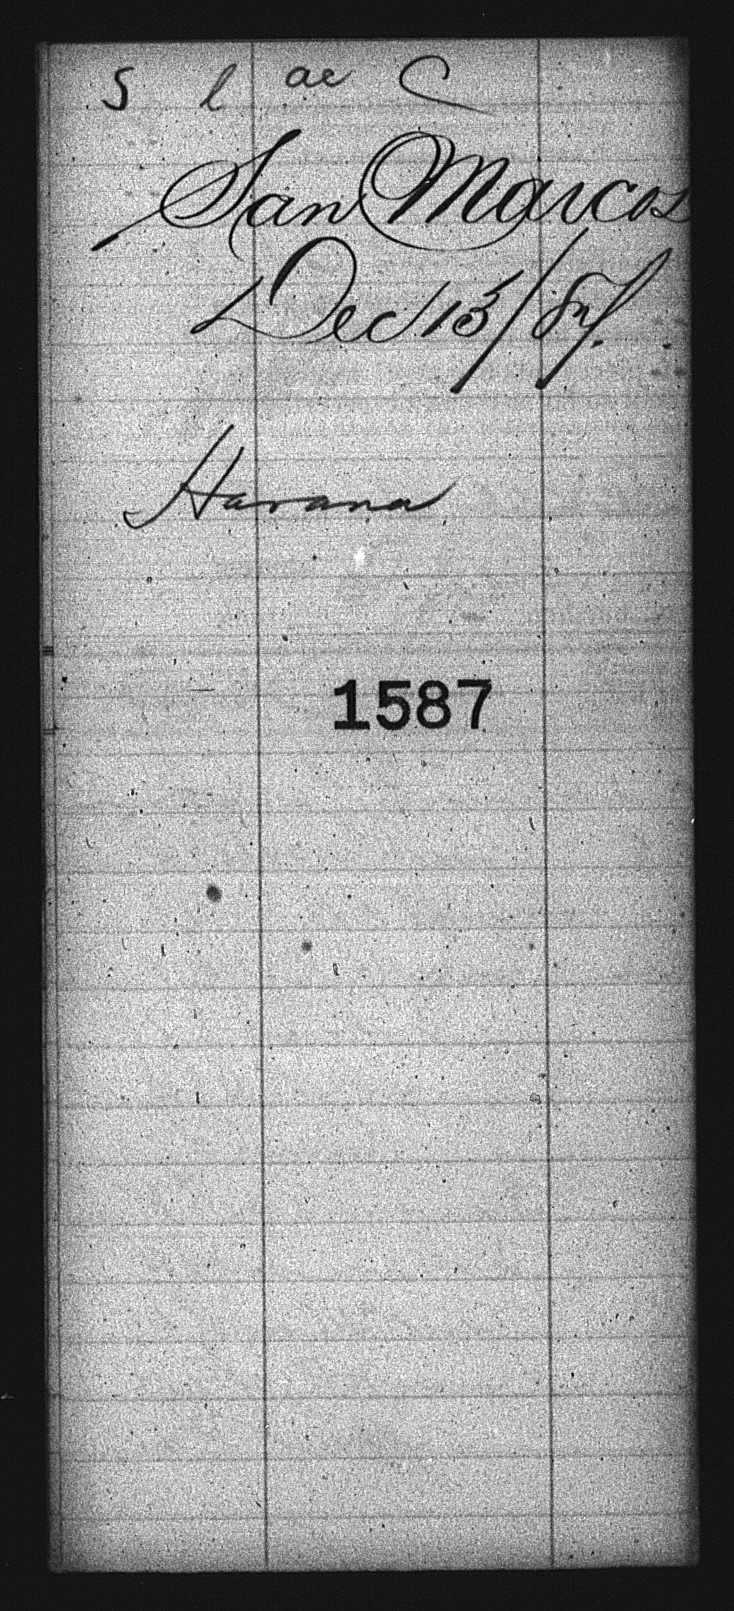 S l ae C
San Marcos
Dec 13/87.
Havana
1587